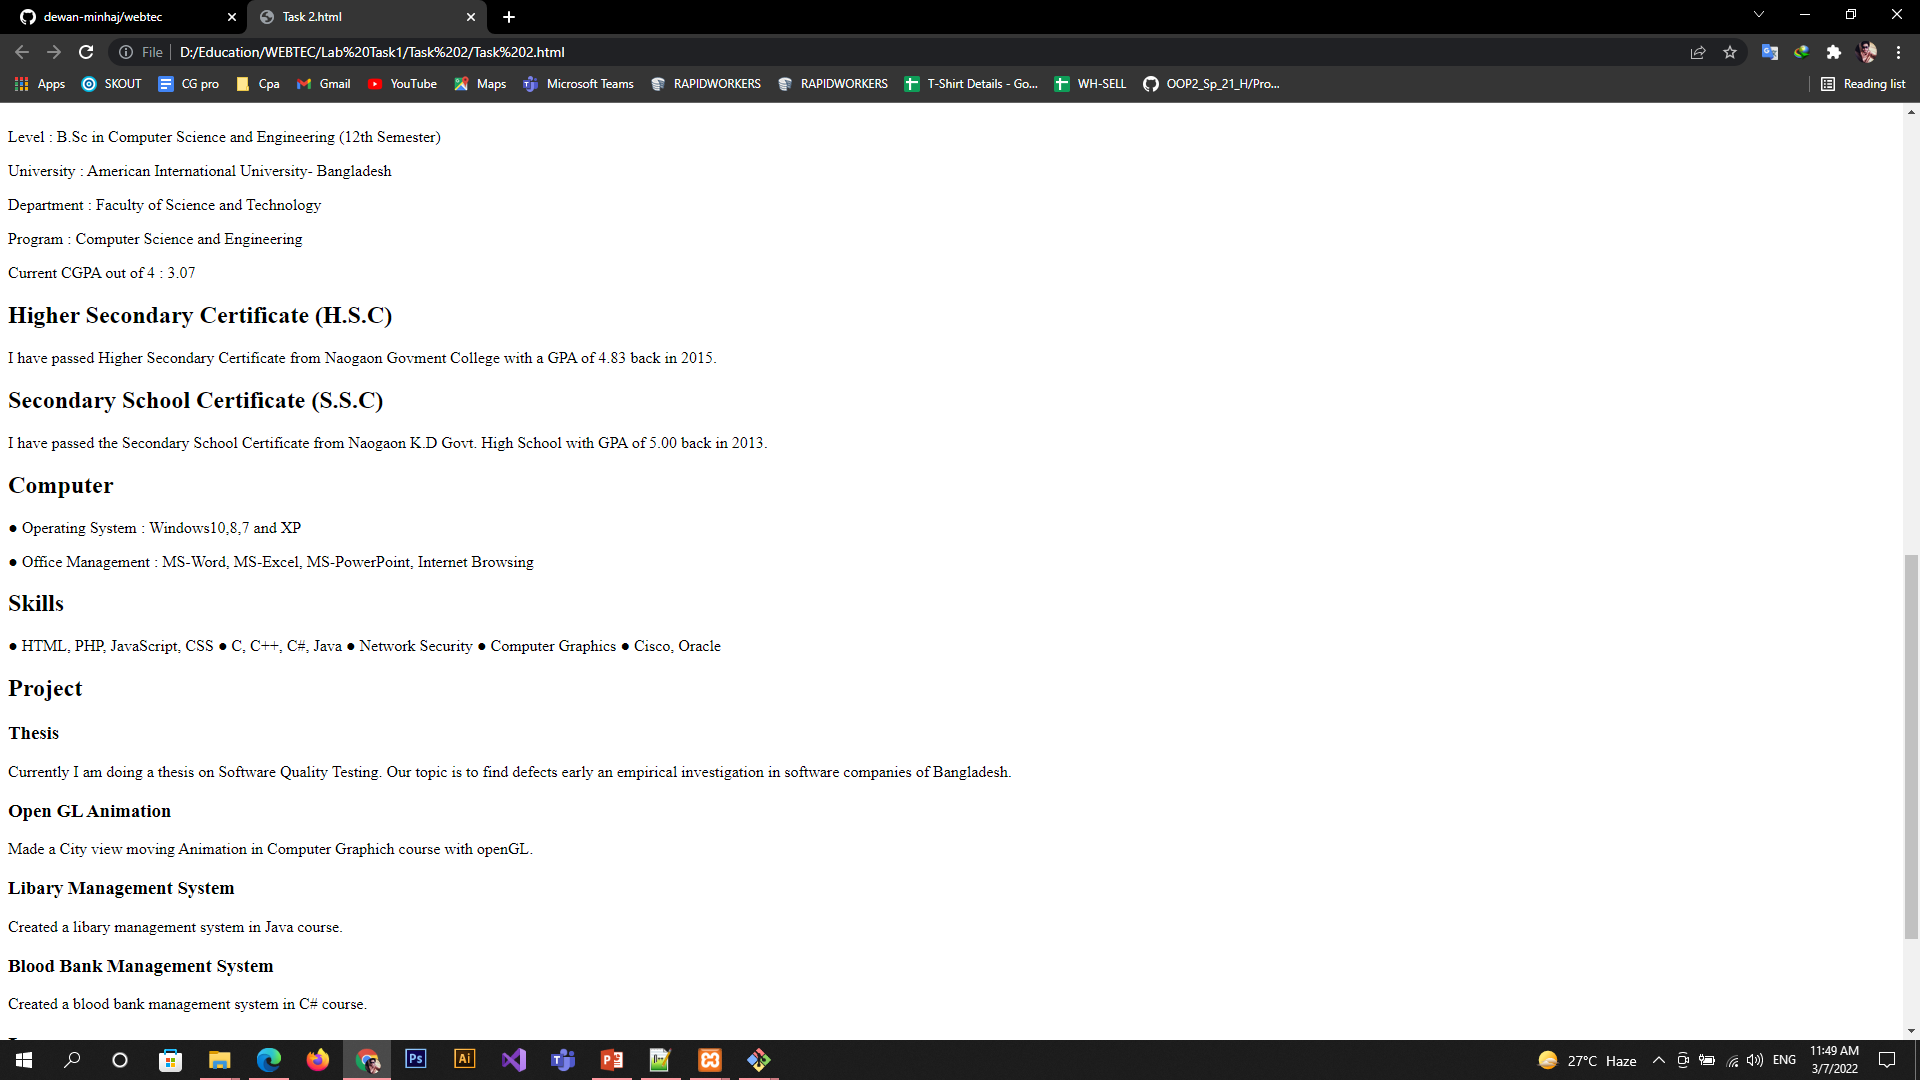 dewan-minhaj/webtec
Task 2.html
File
D:/Education/WEBTEC/Lab%20Task1/Task%202/Task%202.html
Apps
SKOUT
CG pro
Cpa
Gmail
YouTube
Maps
Microsoft Teams
RAPIDWORKERS
RAPIDWORKERS
T-Shirt Details - Go...
WH-SELL
OOP2_Sp_21_H/Pro...
Reading list
Level : B.Sc in Computer Science and Engineering (12th Semester)
University : American International University- Bangladesh
Department : Faculty of Science and Technology
Program : Computer Science and Engineering
Current CGPA out of 4 : 3.07
Higher Secondary Certificate (H.S.C)
I have passed Higher Secondary Certificate from Naogaon Govment College with a GPA of 4.83 back in 2015.
Secondary School Certificate (S.S.C)
I have passed the Secondary School Certificate from Naogaon K.D Govt. High School with GPA of 5.00 back in 2013.
Computer
● Operating System : Windows10,8,7 and XP
● Office Management : MS-Word, MS-Excel, MS-PowerPoint, Internet Browsing
Skills
● HTML, PHP, JavaScript, CSS ● C, C++, C#, Java ● Network Security ● Computer Graphics ● Cisco, Oracle
Project
Thesis
Currently I am doing a thesis on Software Quality Testing. Our topic is to find defects early an empirical investigation in software companies of Bangladesh.
Open GL Animation
Made a City view moving Animation in Computer Graphich course with openGL.
Libary Management System
Created a libary management system in Java course.
Blood Bank Management System
Created a blood bank management system in C# course.
Ps
Ai
27°C Haze
ENG
11:49 AM
3/7/2022